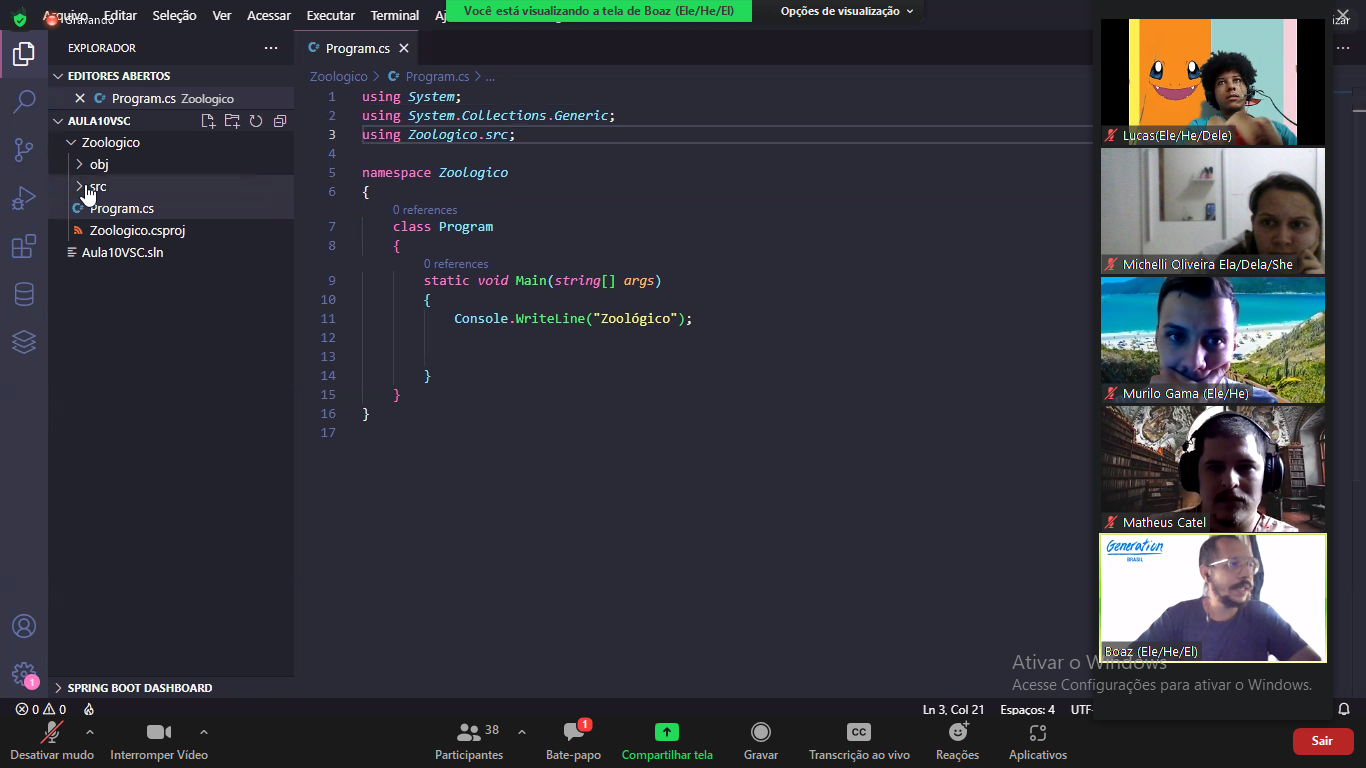 Arquivo Editar Seleção Ver Acessar Executar Terminal
Gravando
Você está visualizando a tela de Boaz (Ele/He/El)
Opções de visualização
EXPLORADOR
EDITORES ABERTOS
Program.cs Zoologico
AULA10VSC
Zoologico
obj
src
Program.cs
Zoologico.csproj
Aula10VSC.sln
SPRING BOOT DASHBOARD
Program.cs
Zoologico > Program.cs > ...
1 using System;
2 using System.Collections.Generic;
3 using Zoologico.src;
4
5 namespace Zoologico
6 {
0 references
7 class Program
8 {
0 references
9 static void Main(string[] args)
10 {
11 Console.WriteLine("Zoológico");
12
13
14 }
15 }
16 }
17
Lucas(Ele/He/Dele)
Michelli Oliveira Ela/Dela/She
Murilo Gama (Ele/He)
Matheus Catel
Generation
BRASIL
Boaz (Ele/He/El)
Ativar o Windows
Acesse Configurações para ativar o Windows.
1
0 0
Ln 3, Col 21 Espaços: 4 UTF-
Desativar mudo
Interromper Vídeo
38
Participantes
1
Bate-papo
Compartilhar tela
Gravar
CC
Transcrição ao vivo
Reações
Aplicativos
Sair